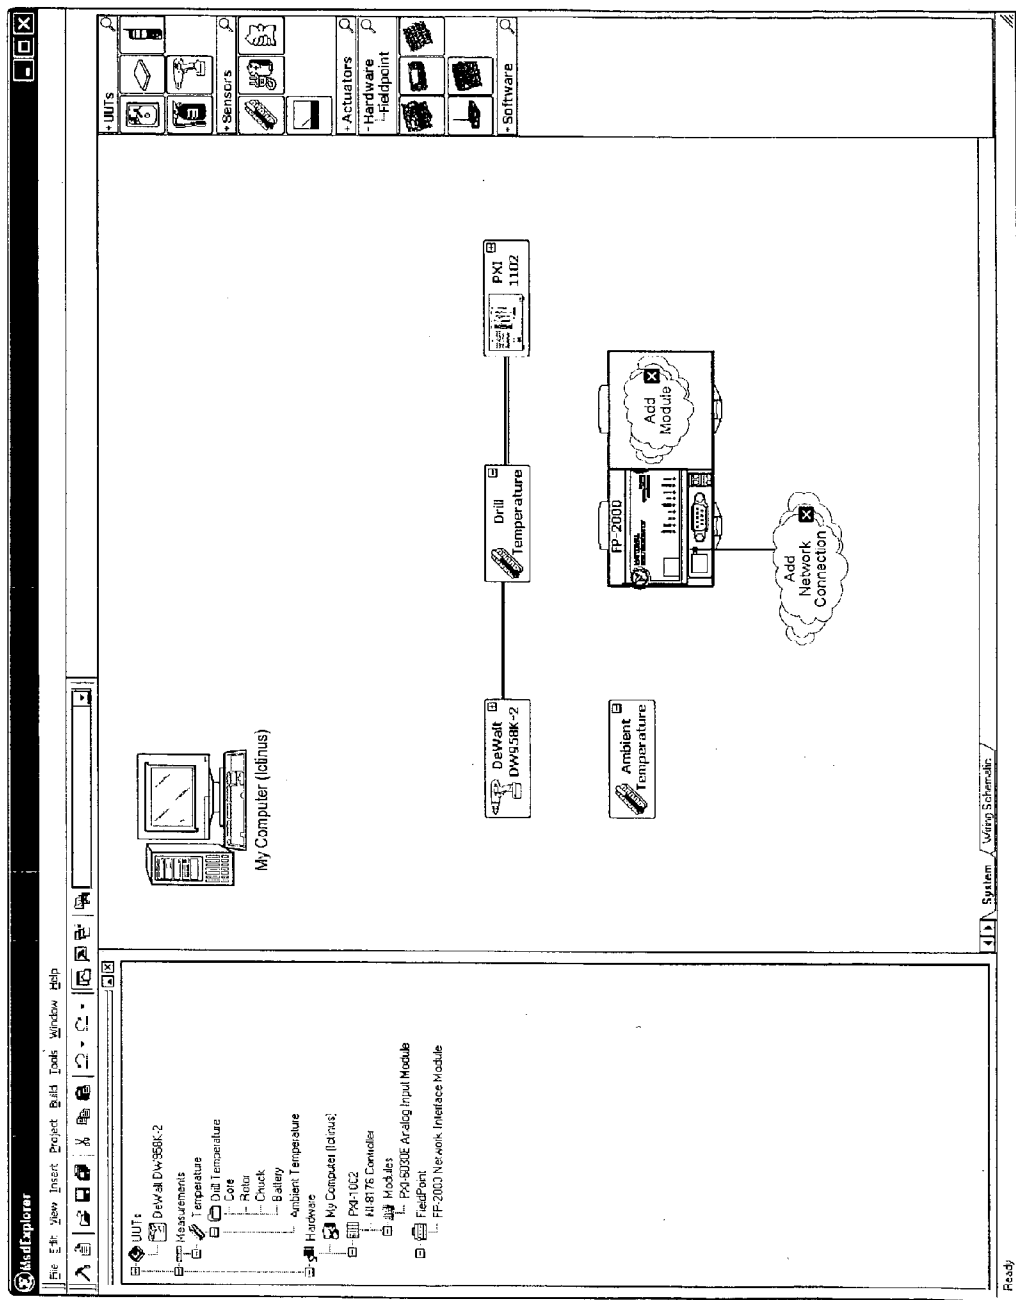 MsdExplorer
File Edit View Insert Project Build Tools Window Help
UUTs
DeWalt DW958K-2
Measurements
Temperature
Drill Temperature
Core
Rotor
Chuck
Battery
Ambient Temperature
Hardware
My Computer (Ictinus)
PXI-1002
NI-8176 Controller
Modules
PXI-6030E Analog Input Module
FieldPoint
FP-2000 Network Interface Module
My Computer (Ictinus)
DeWalt
DW958K-2
Drill
Temperature
PXI
1102
Ambient
Temperature
FP-2000
Add
Module
Add
Network
Connection
System
Wiring Schematic
+ UUTs
+ Sensors
+ Actuators
- Hardware
Fieldpoint
+ Software
Ready